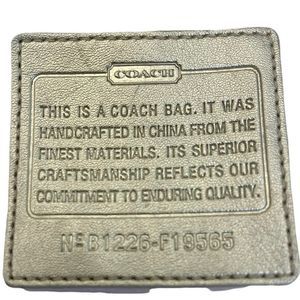 COACH
THIS IS A COACH BAG. IT WAS
HANDCRAFTED IN CHINA FROM THE
FINEST MATERIALS. ITS SUPERIOR
CRAFTSMANSHIP REFLECTS OUR
COMMITMENT TO ENDURING QUALITY.
Nº B1226-F19565